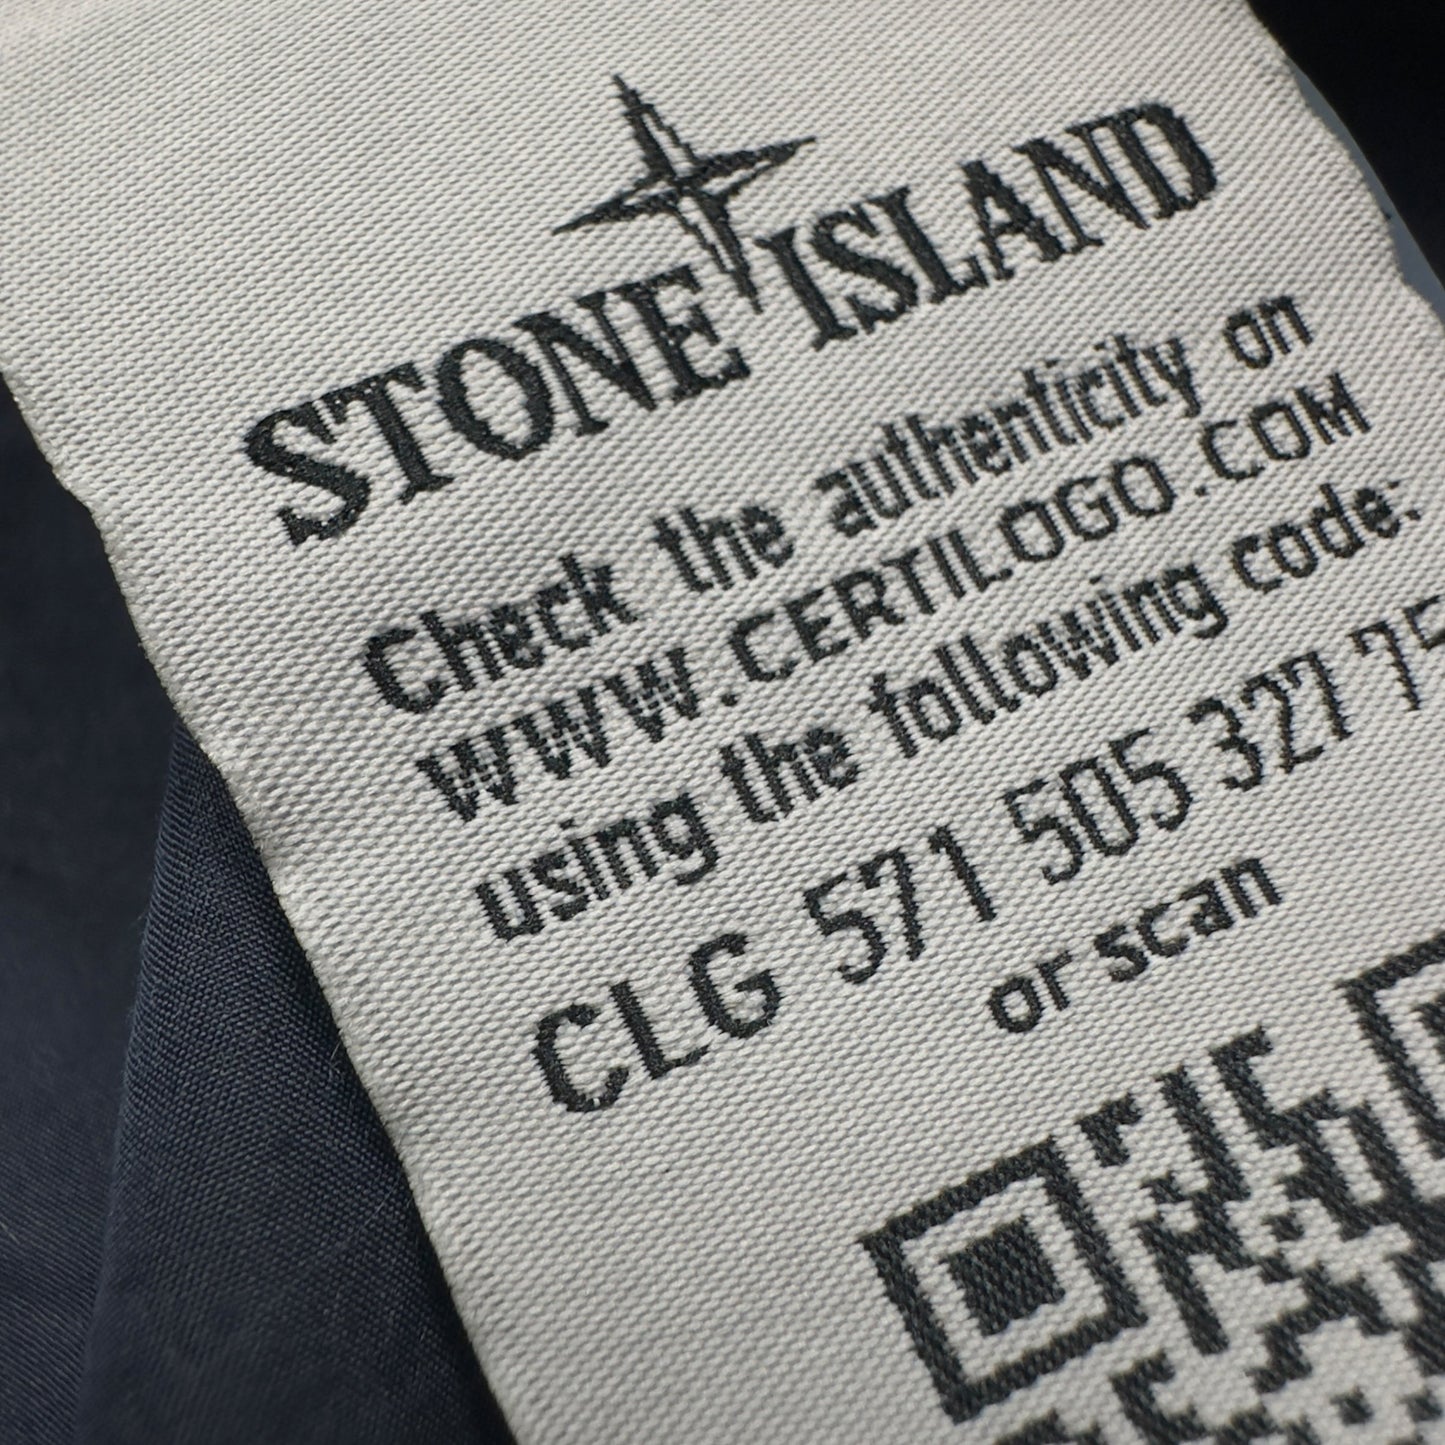 STONE ISLAND
Check the authenticity on
WWW.CERTILOGO.COM
using the following code:
CLG 571 505 327 75
or scan